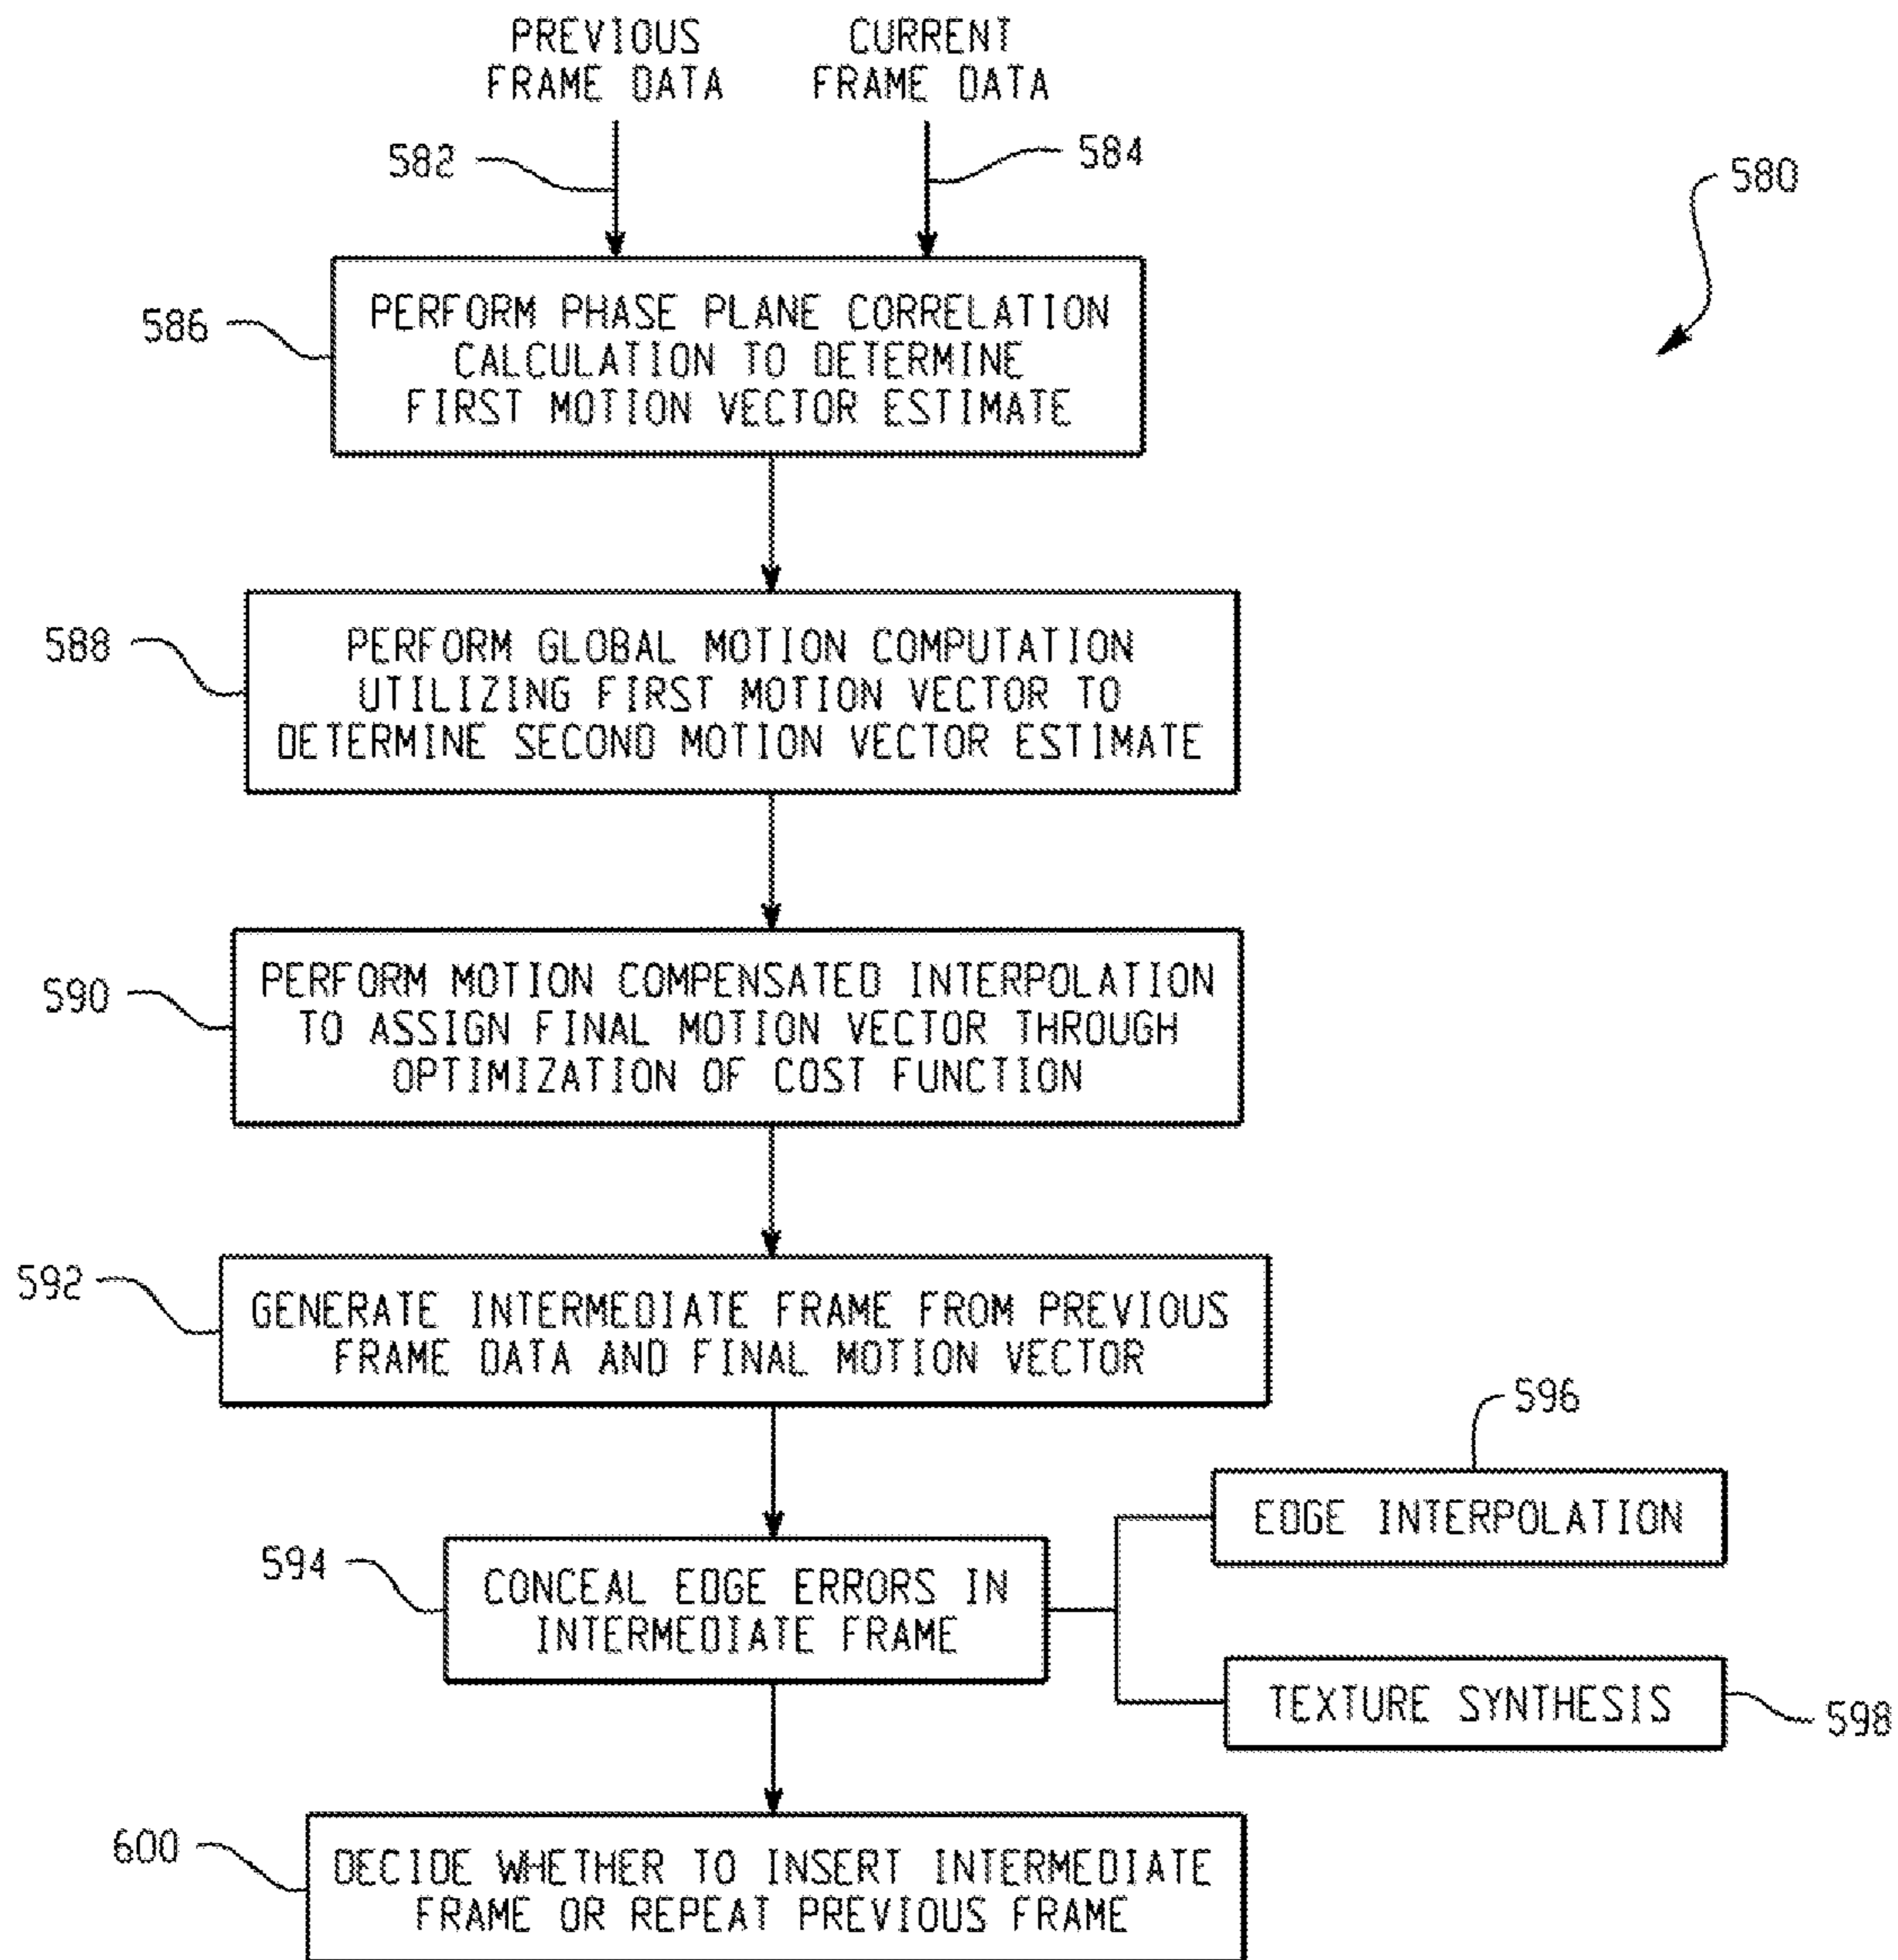 PREVIOUS
FRAME DATA
CURRENT
FRAME DATA
582
584
580
586
PERFORM PHASE PLANE CORRELATION
CALCULATION TO DETERMINE
FIRST MOTION VECTOR ESTIMATE
588
PERFORM GLOBAL MOTION COMPUTATION
UTILIZING FIRST MOTION VECTOR TO
DETERMINE SECOND MOTION VECTOR ESTIMATE
590
PERFORM MOTION COMPENSATED INTERPOLATION
TO ASSIGN FINAL MOTION VECTOR THROUGH
OPTIMIZATION OF COST FUNCTION
592
GENERATE INTERMEDIATE FRAME FROM PREVIOUS
FRAME DATA AND FINAL MOTION VECTOR
596
EDGE INTERPOLATION
594
CONCEAL EDGE ERRORS IN
INTERMEDIATE FRAME
TEXTURE SYNTHESIS
598
600
DECIDE WHETHER TO INSERT INTERMEDIATE
FRAME OR REPEAT PREVIOUS FRAME